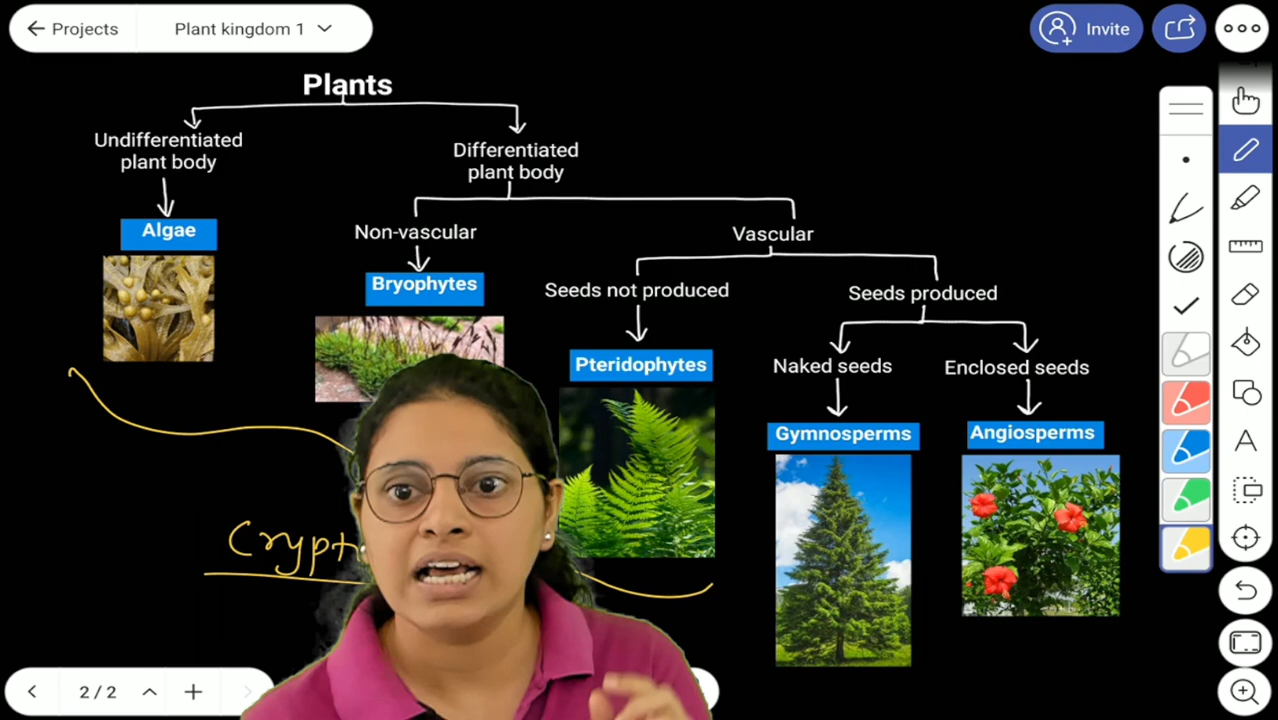 Projects
Plant kingdom 1
Invite
Plants
Undifferentiated
plant body
Differentiated
plant body
Algae
Non-vascular
Vascular
Bryophytes
Seeds not produced
Seeds produced
Pteridophytes
Naked seeds
Enclosed seeds
Gymnosperms
Angiosperms
Crypt
A
2/2